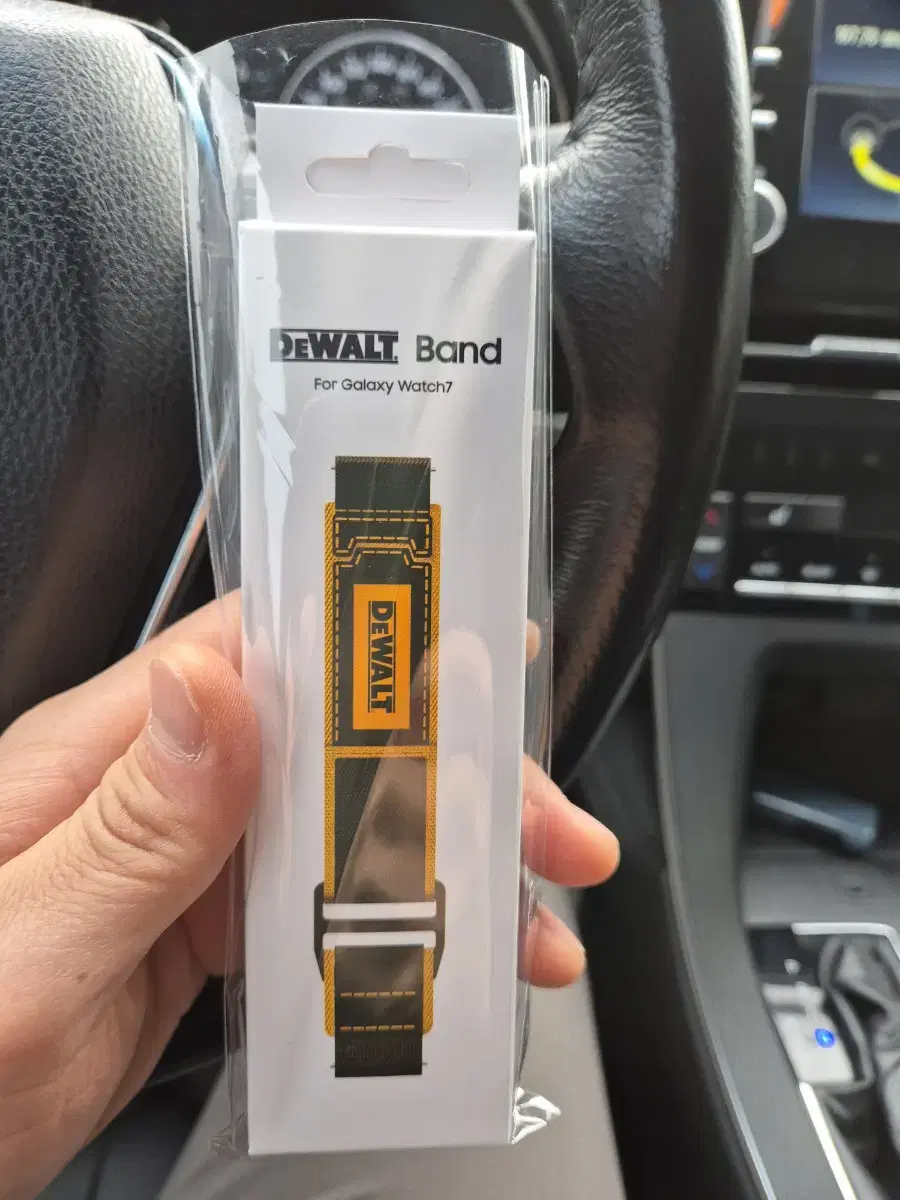 DEWALT. Band
For Galaxy Watch7
DEWALT